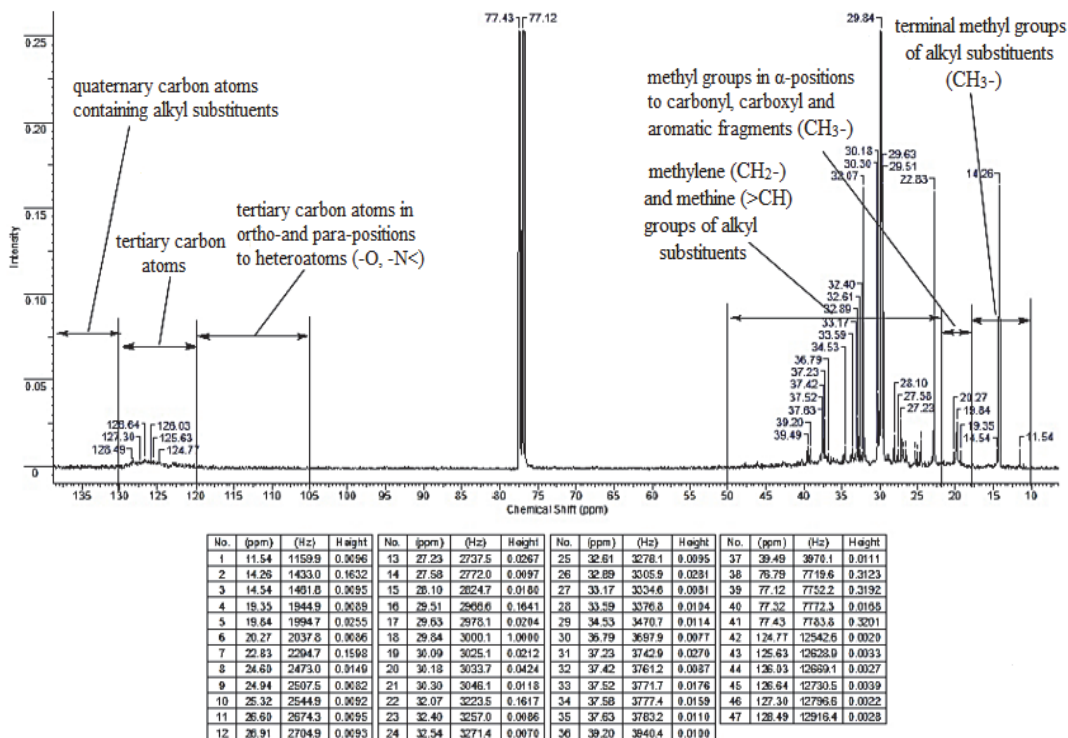 77.43
77.12
29.84
terminal methyl groups
of alkyl substituents
(CH3-)
0.25
quaternary carbon atoms
containing alkyl substituents
methyl groups in α-positions
to carbonyl, carboxyl and
aromatic fragments (CH3-)
0.20
30.18
30.30
32.07
29.63
29.51
22.83
14.26
methylene (CH2-)
and methine (>CH)
groups of alkyl
substituents
0.15
Intensity
tertiary carbon atoms in
ortho-and para-positions
to heteroatoms (-O, -N<)
tertiary carbon
atoms
0.10
32.40
32.61
32.89
33.17
33.59
34.53
36.79
37.23
37.42
37.52
37.63
39.20
39.49
0.05
28.10
27.58
27.23
20.27
19.84
19.35
14.54
11.54
126.64
127.30
128.49
126.03
125.63
124.77
0
135 130 125 120 115 110 105 100 95 90 85 80 75 70 65 60 55 50 45 40 35 30 25 20 15 10
Chemical Shift (ppm)
No. (ppm) (Hz) Height No. (ppm) (Hz) Height No. (ppm) (Hz) Height No. (ppm) (Hz) Height
1 11.54 1159.9 0.0096 13 27.23 2737.5 0.0267 25 32.61 3278.1 0.0095 37 39.49 3970.1 0.0111
2 14.26 1433.0 0.1632 14 27.58 2772.0 0.0097 26 32.89 3305.9 0.0281 38 76.79 7719.6 0.3123
3 14.54 1461.8 0.0095 15 28.10 2824.7 0.0180 27 33.17 3334.6 0.0081 39 77.12 7752.2 0.3192
4 19.35 1944.9 0.0089 16 29.51 2966.6 0.1641 28 33.59 3376.8 0.0104 40 77.32 7772.3 0.0168
5 19.84 1994.7 0.0255 17 29.63 2978.1 0.0204 29 34.53 3470.7 0.0114 41 77.43 7783.8 0.3201
6 20.27 2037.8 0.0086 18 29.84 3000.1 1.0000 30 36.79 3697.9 0.0077 42 124.77 12542.6 0.0020
7 22.83 2294.7 0.1598 19 30.09 3025.1 0.0212 31 37.23 3742.9 0.0270 43 125.63 12628.9 0.0033
8 24.60 2473.0 0.0149 20 30.18 3033.7 0.0424 32 37.42 3761.2 0.0087 44 126.03 12669.1 0.0027
9 24.94 2507.5 0.0082 21 30.30 3046.1 0.0118 33 37.52 3771.7 0.0176 45 126.64 12730.5 0.0039
10 25.32 2544.9 0.0092 22 32.07 3223.5 0.1617 34 37.58 3777.4 0.0159 46 127.30 12796.6 0.0022
11 26.60 2674.3 0.0095 23 32.40 3257.0 0.0086 35 37.63 3783.2 0.0110 47 128.49 12916.4 0.0028
12 26.91 2704.9 0.0093 24 32.54 3271.4 0.0070 36 39.20 3940.4 0.0100